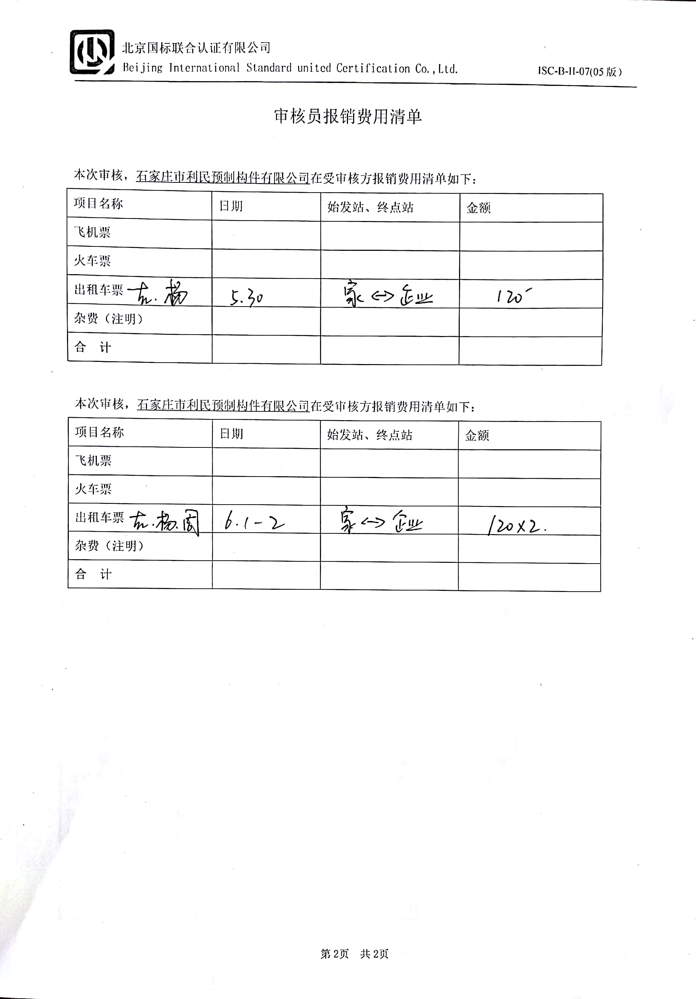 北京国标联合认证有限公司
Beijing International Standard united Certification Co.,Ltd.
ISC-B-II-07(05版)
审核员报销费用清单
本次审核，石家庄市利民预制构件有限公司在受审核方报销费用清单如下：
项目名称 日期 始发站、终点站 金额
飞机票
火车票
出租车票 杨 5.30 家<->企业 120
杂费（注明）
合 计
本次审核，石家庄市利民预制构件有限公司在受审核方报销费用清单如下：
项目名称 日期 始发站、终点站 金额
飞机票
火车票
出租车票 杨.周 6.1-2 家<->企业 120×2.
杂费（注明）
合 计
第2页 共2页